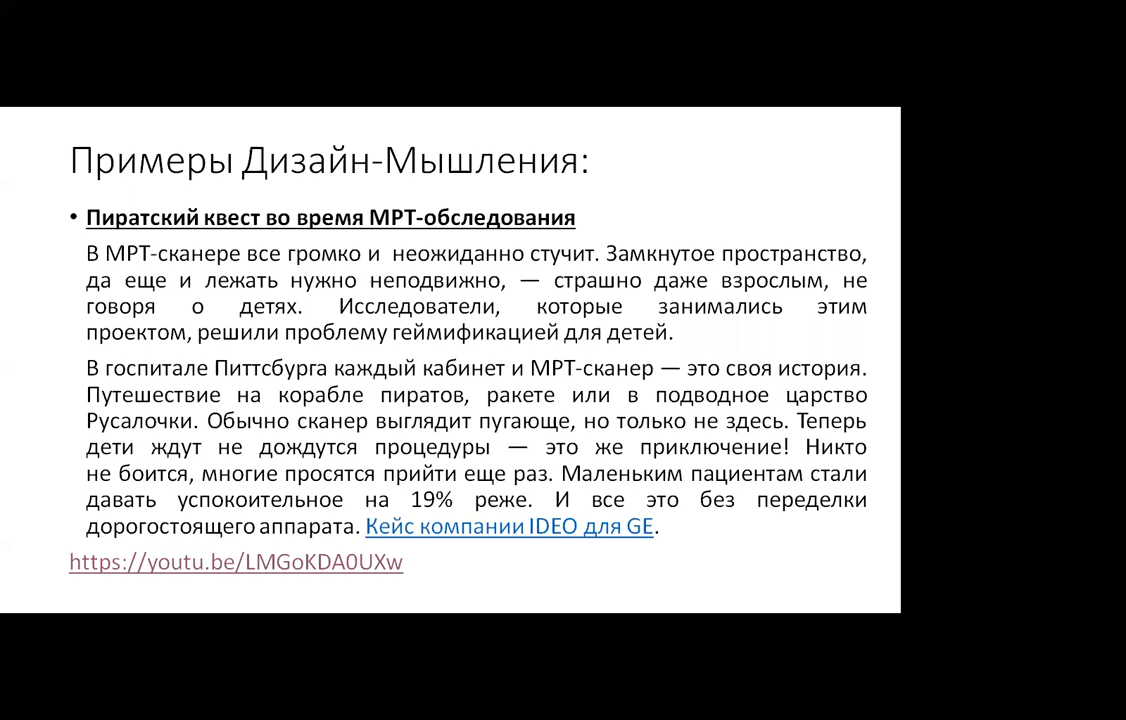 Примеры Дизайн-Мышления:
• Пиратский квест во время МРТ-обследования
В МРТ-сканере все громко и неожиданно стучит. Замкнутое пространство,
да еще и лежать нужно неподвижно, — страшно даже взрослым, не
говоря о детях. Исследователи, которые занимались этим
проектом, решили проблему геймификацией для детей.
В госпитале Питтсбурга каждый кабинет и МРТ-сканер — это своя история.
Путешествие на корабле пиратов, ракете или в подводное царство
Русалочки. Обычно сканер выглядит пугающе, но только не здесь. Теперь
дети ждут не дождутся процедуры — это же приключение! Никто
не боится, многие просятся прийти еще раз. Маленьким пациентам стали
давать успокоительное на 19% реже. И все это без переделки
дорогостоящего аппарата. Кейс компании IDEO для GE.
https://youtu.be/LMGoKDA0UXw